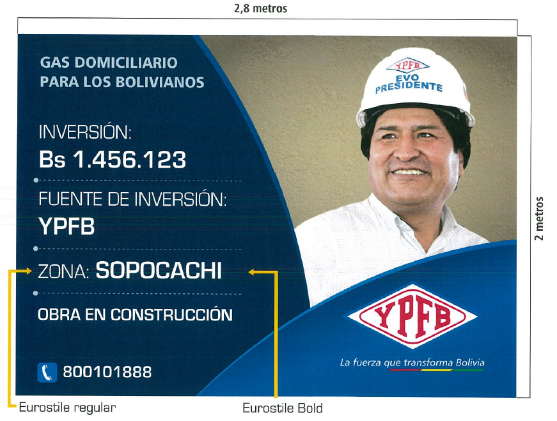 2,8 metros
GAS DOMICILIARIO
PARA LOS BOLIVIANOS
INVERSIÓN:
Bs 1.456.123
FUENTE DE INVERSIÓN:
YPFB
ZONA: SOPOCACHI
OBRA EN CONSTRUCCIÓN
800101888
YPFB
EVO
PRESIDENTE
YPFB
La fuerza que transforma Bolivia
2 metros
Eurostile regular
Eurostile Bold